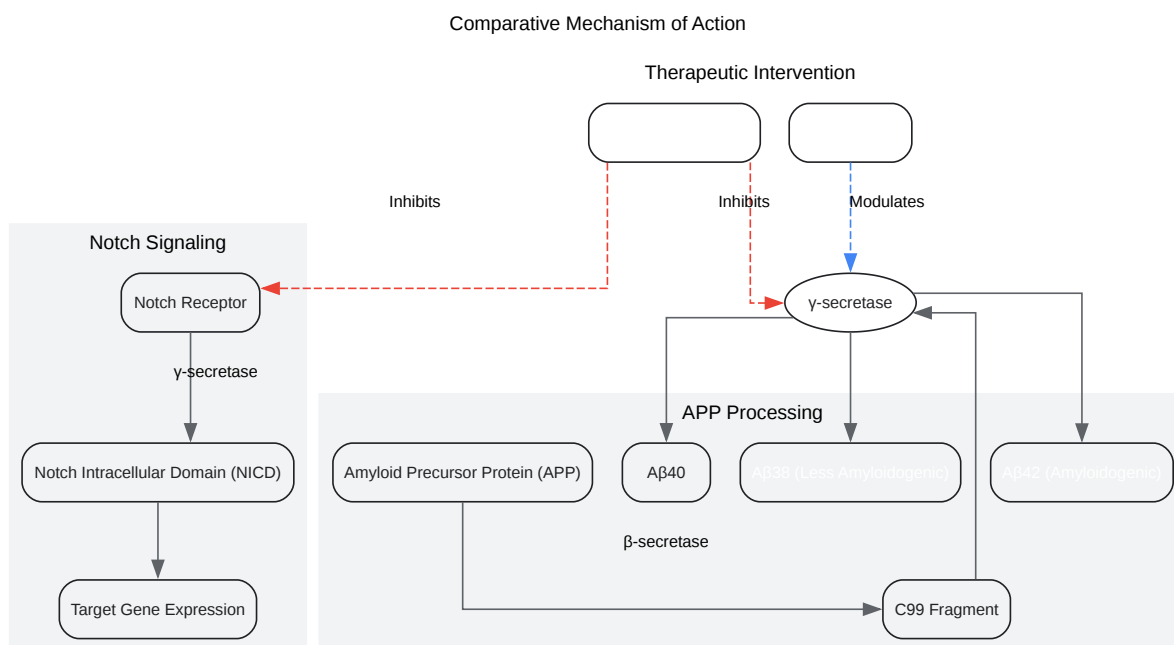 Comparative Mechanism of Action
Therapeutic Intervention
Inhibits
Inhibits
Modulates
Notch Signaling
Notch Receptor
γ-secretase
γ-secretase
APP Processing
Notch Intracellular Domain (NICD)
Amyloid Precursor Protein (APP)
Aβ40
Aβ38 (Less Amyloidogenic)
Aβ42 (Amyloidogenic)
β-secretase
Target Gene Expression
C99 Fragment